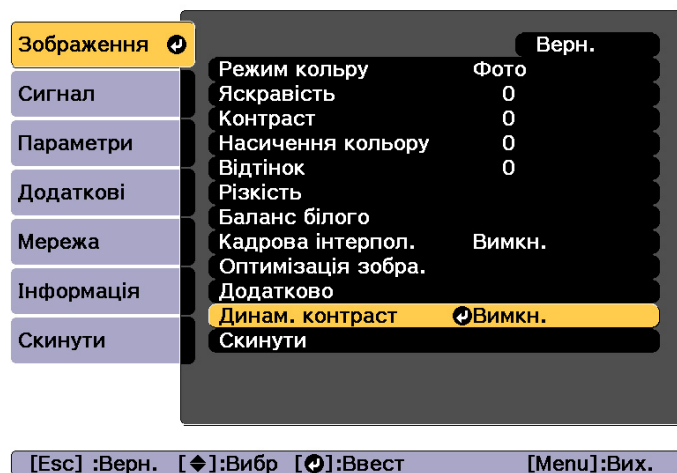 Зображення
Сигнал
Параметри
Додаткові
Мережа
Інформація
Скинути
Верн.
Режим кольру Фото
Яскравість 0
Контраст 0
Насичення кольору 0
Відтінок 0
Різкість
Баланс білого
Кадрова інтерпол. Вимкн.
Оптимізація зобра.
Додатково
Динам. контраст Вимкн.
Скинути
[Esc] :Верн. [◆]:Вибр [↵]:Ввест [Menu]:Вих.